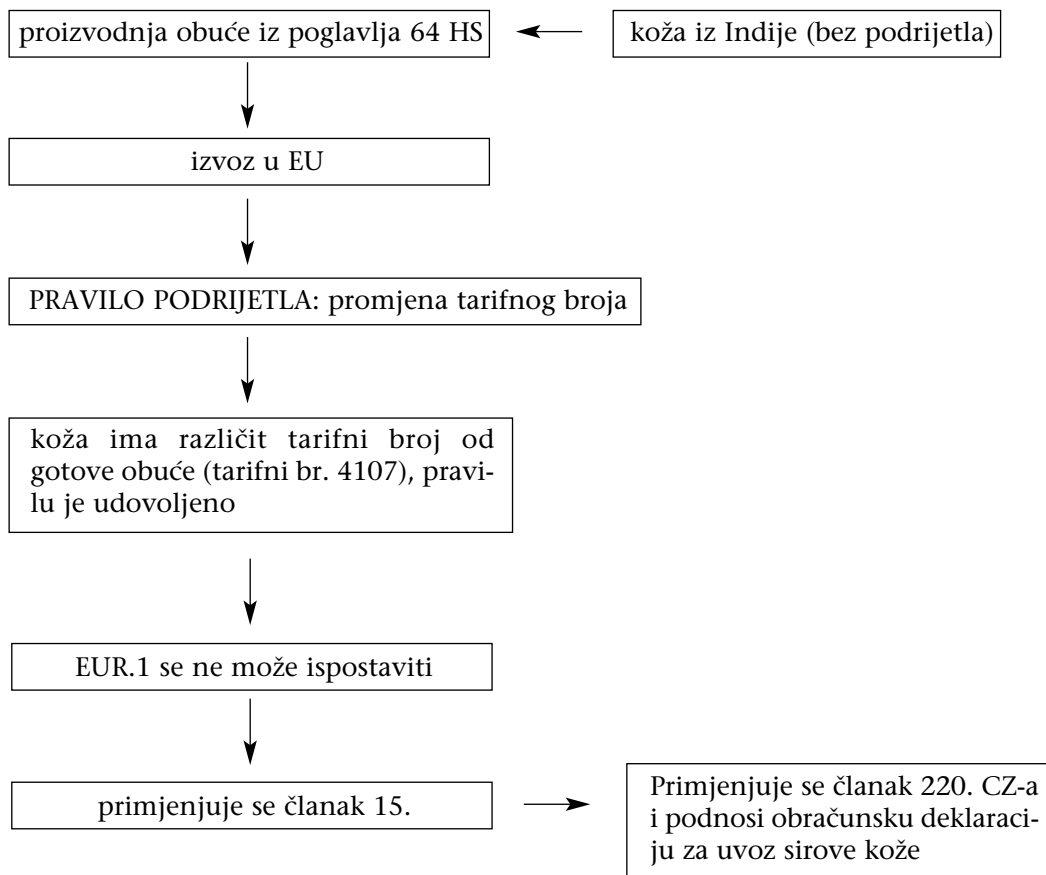 proizvodnja obuće iz poglavlja 64 HS
koža iz Indije (bez podrijetla)
izvoz u EU
PRAVILO PODRIJETLA: promjena tarifnog broja
koža ima različit tarifni broj od
gotove obuće (tarifni br. 4107), pravi-
lu je udovoljeno
EUR.1 se ne može ispostaviti
primjenjuje se članak 15.
Primjenjuje se članak 220. CZ-a
i podnosi obračunsku deklaraci-
ju za uvoz sirove kože